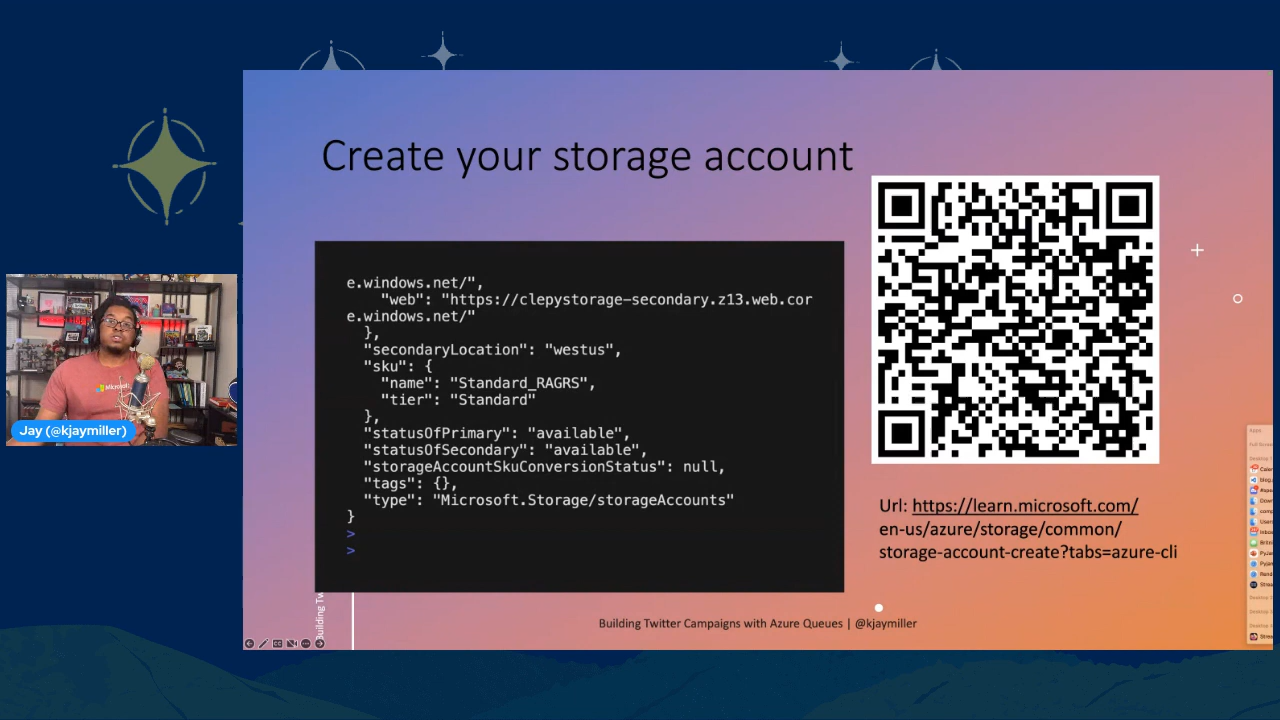 Create your storage account
e.windows.net/",
"web": "https://clepystorage-secondary.z13.web.cor
e.windows.net/"
},
"secondaryLocation": "westus",
"sku": {
"name": "Standard_RAGRS",
"tier": "Standard"
},
"statusOfPrimary": "available",
"statusOfSecondary": "available",
"storageAccountSkuConversionStatus": null,
"tags": {},
"type": "Microsoft.Storage/storageAccounts"
}
>
>
Url: https://learn.microsoft.com/
en-us/azure/storage/common/
storage-account-create?tabs=azure-cli
Jay (@kjaymiller)
Building Twitter Campaigns with Azure Queues | @kjaymiller